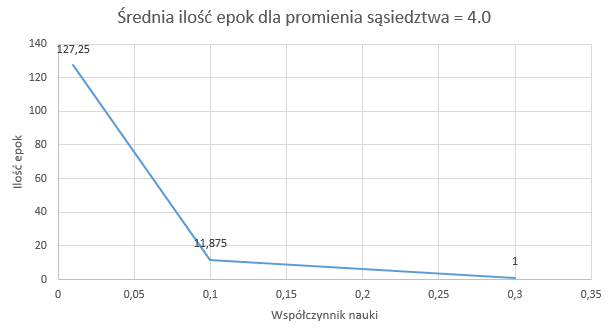 Średnia ilość epok dla promienia sąsiedztwa = 4.0
140
127,25
120
100
80
60
40
20
11,875
1
0
0 0,05 0,1 0,15 0,2 0,25 0,3 0,35
Ilość epok
Współczynnik nauki